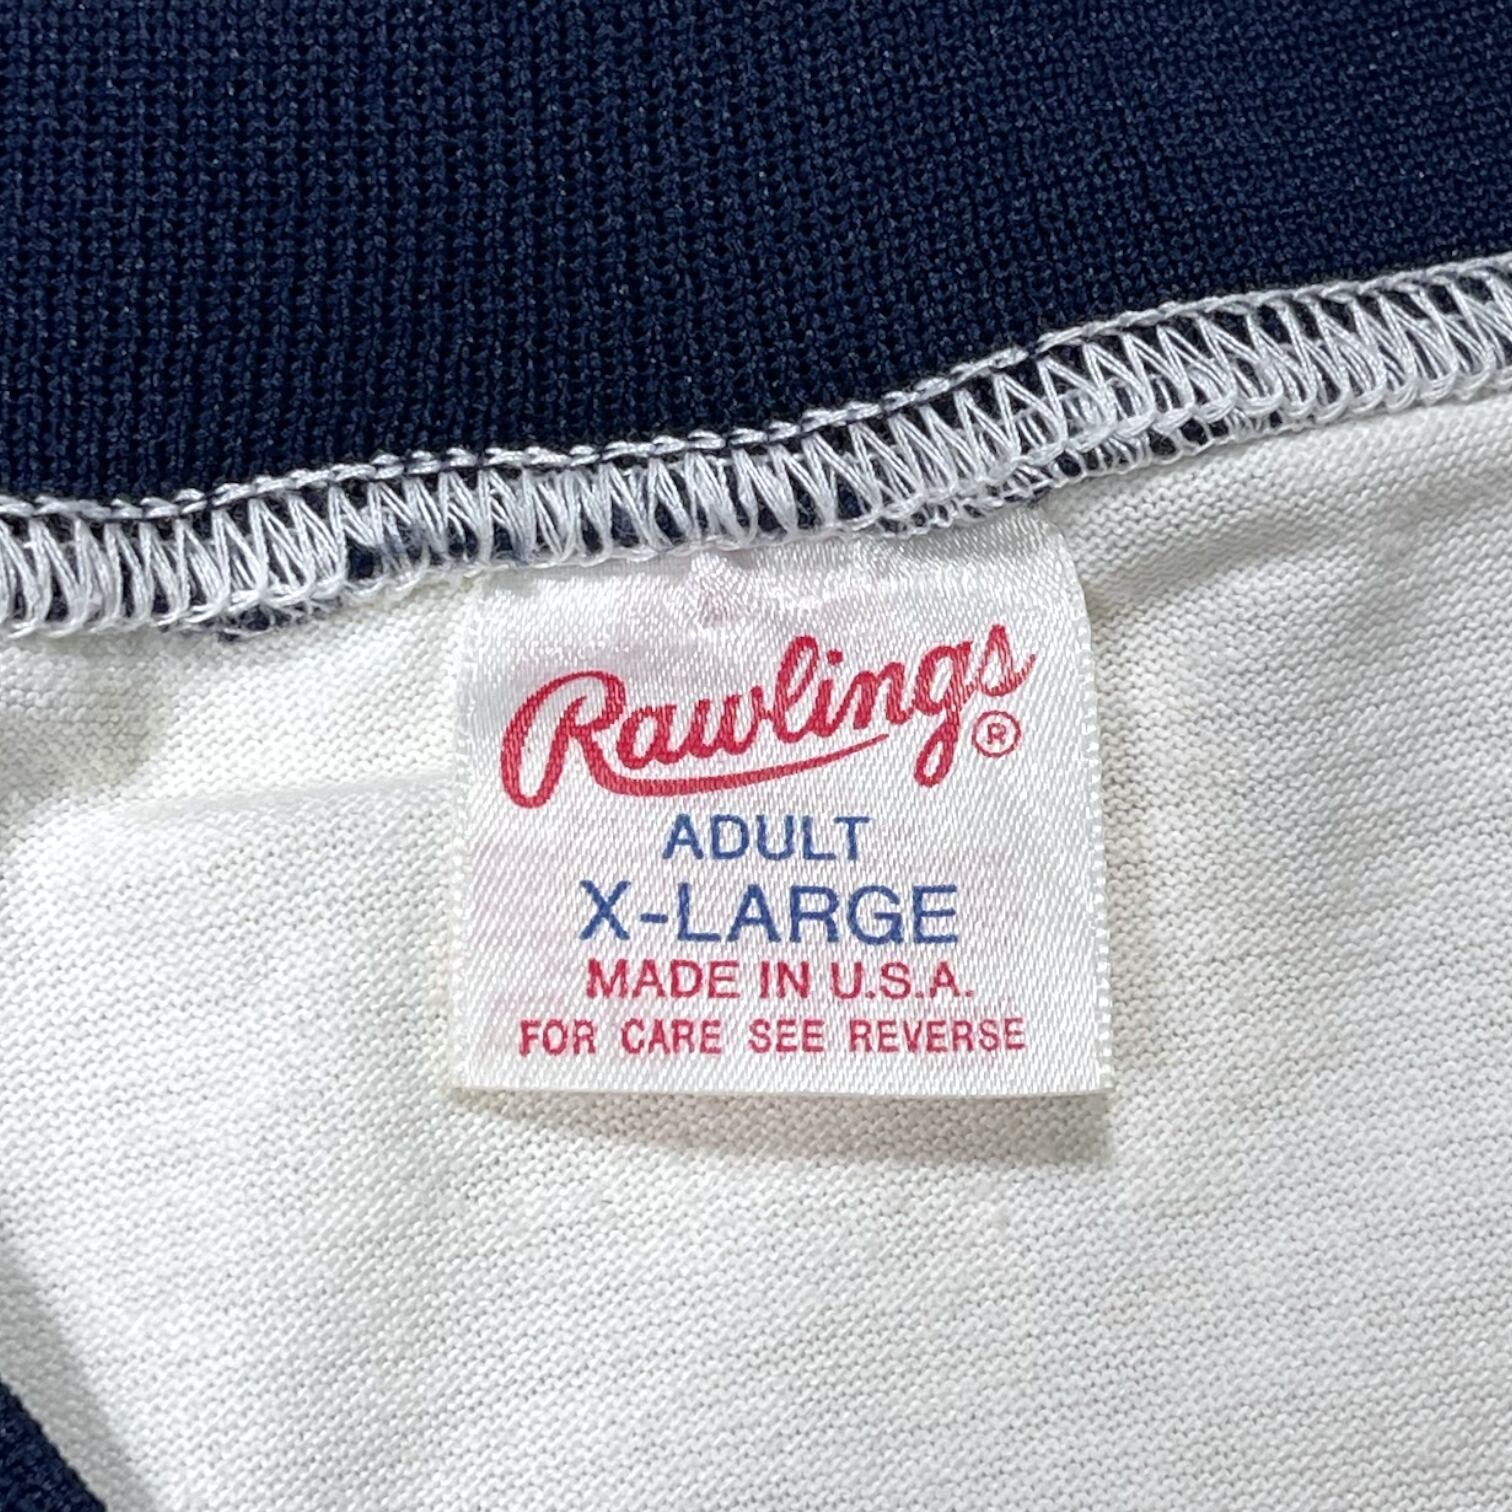 Rawlings®
ADULT
X-LARGE
MADE IN U.S.A.
FOR CARE SEE REVERSE